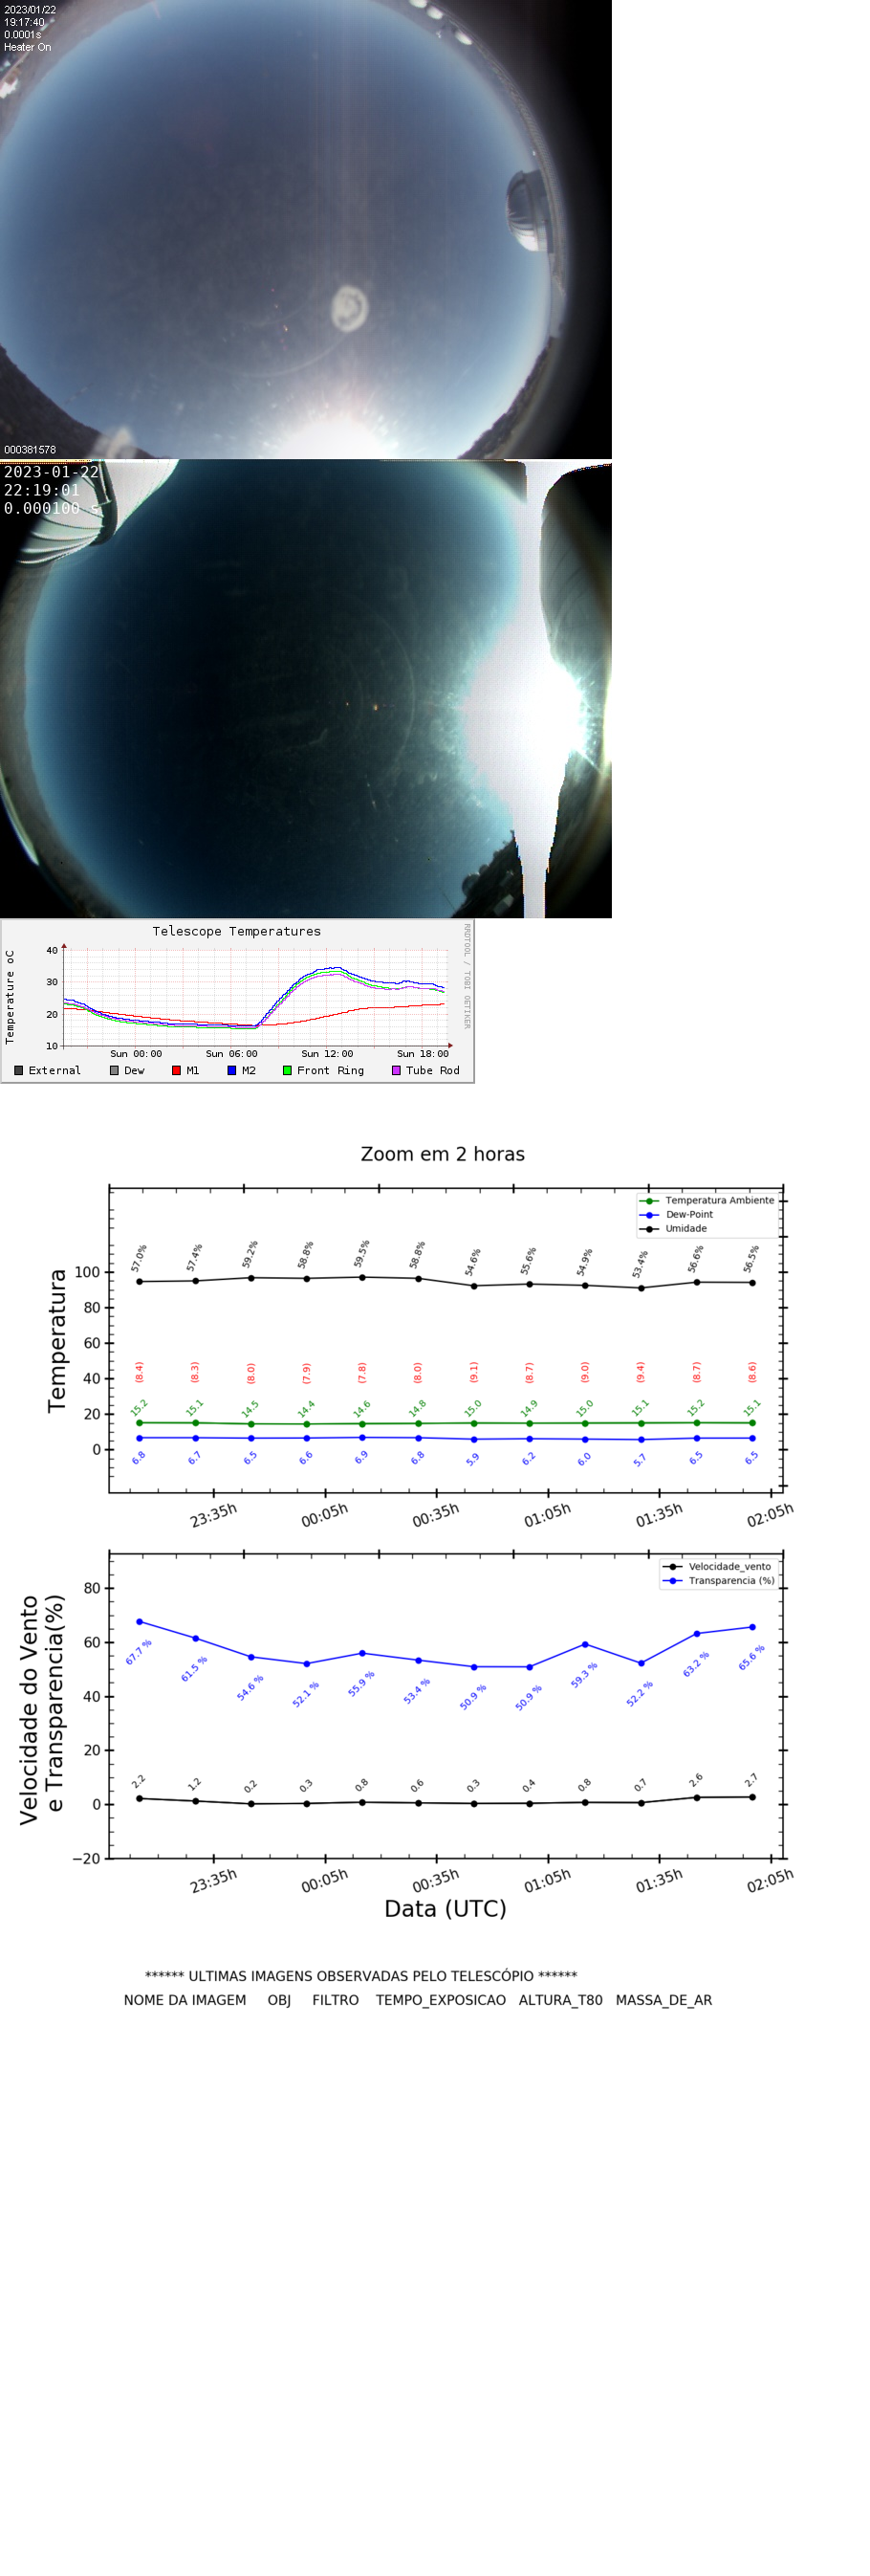 2023/01/22
19:17:40
0.0001s
Heater On
000381578
2023-01-22
22:19:01
0.000100 s
Telescope Temperatures
RRDTOOL / TOBI OETIKER
Temperature oC
40
30
20
10
Sun 00:00 Sun 06:00 Sun 12:00 Sun 18:00
External Dew M1 M2 Front Ring Tube Rod
Zoom em 2 horas
Temperatura Ambiente
Dew-Point
Umidade
Temperatura
100
80
60
40
20
0
57.0% 57.4% 59.2% 58.8% 59.5% 58.8% 54.6% 55.6% 54.9% 53.4% 56.6% 56.5%
(8.4) (8.3) (8.0) (7.9) (7.8) (8.0) (9.1) (8.7) (9.0) (9.4) (8.7) (8.6)
15.2 15.1 14.5 14.4 14.6 14.8 15.0 14.9 15.0 15.1 15.2 15.1
6.8 6.7 6.5 6.6 6.9 6.8 5.9 6.2 6.0 5.7 6.5 6.5
23:35h 00:05h 00:35h 01:05h 01:35h 02:05h
Velocidade_vento
Transparencia (%)
Velocidade do Vento
e Transparencia(%)
80
60
40
20
0
−20
67.7 % 61.5 % 54.6 % 52.1 % 55.9 % 53.4 % 50.9 % 50.9 % 59.3 % 52.2 % 63.2 % 65.6 %
2.2 1.2 0.2 0.3 0.8 0.6 0.3 0.4 0.8 0.7 2.6 2.7
23:35h 00:05h 00:35h 01:05h 01:35h 02:05h
Data (UTC)
****** ULTIMAS IMAGENS OBSERVADAS PELO TELESCÓPIO ******
NOME DA IMAGEM OBJ FILTRO TEMPO_EXPOSICAO ALTURA_T80 MASSA_DE_AR